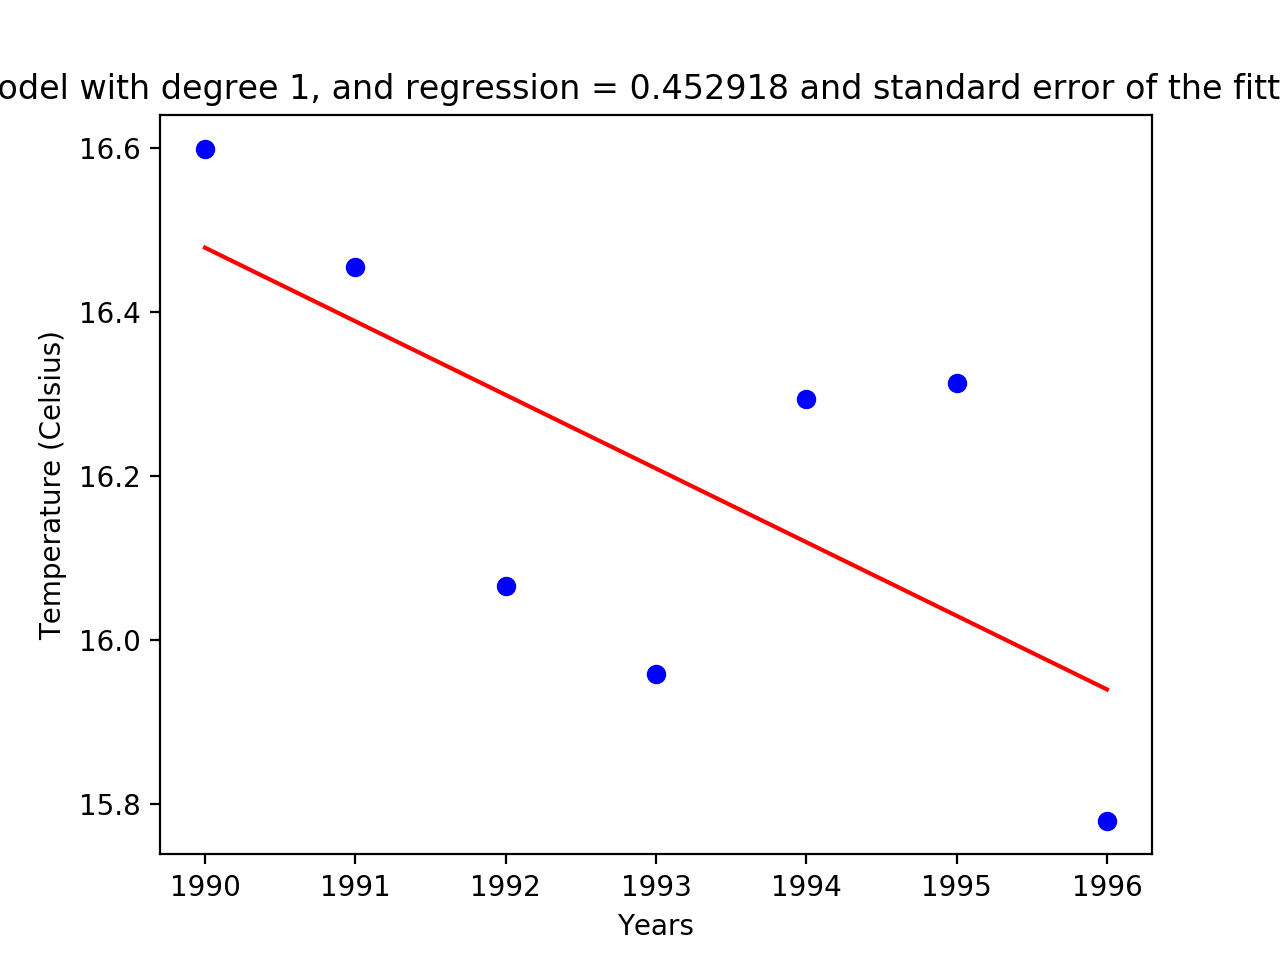 odel with degree 1, and regression = 0.452918 and standard error of the fitt
16.6
16.4
16.2
16.0
15.8
Temperature (Celsius)
1990 1991 1992 1993 1994 1995 1996
Years